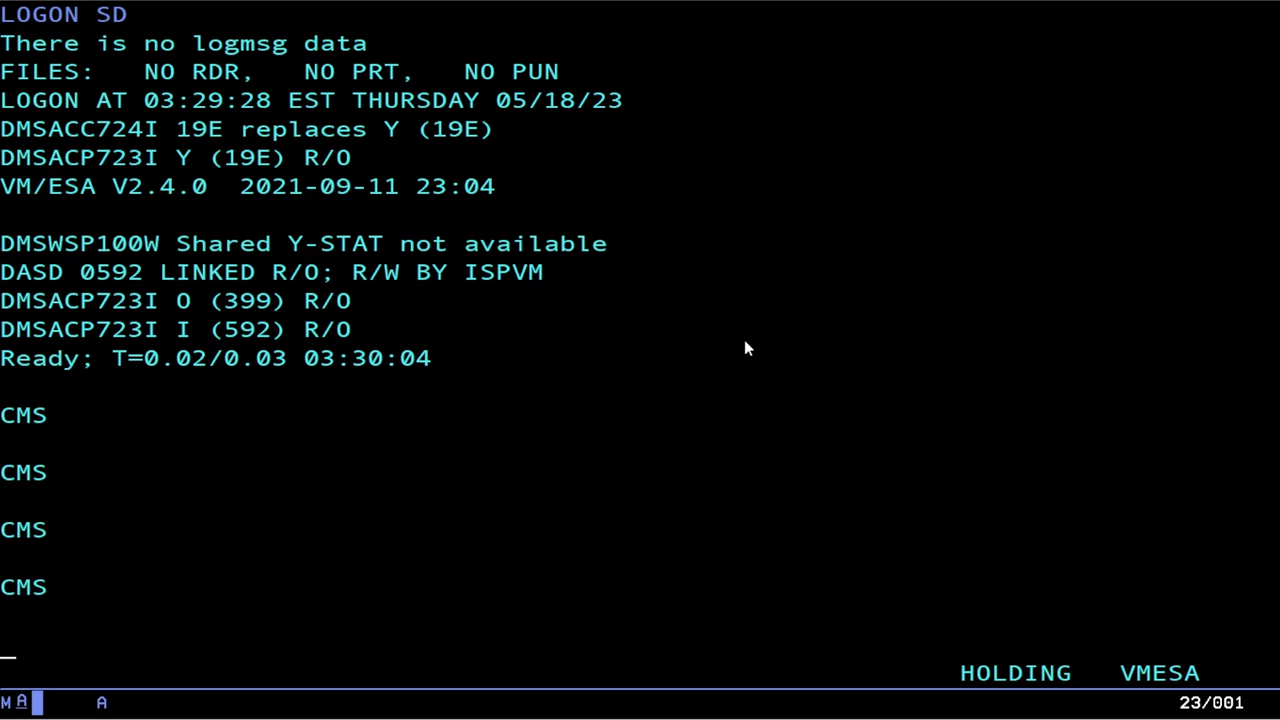 LOGON SD
There is no logmsg data
FILES:   NO RDR,   NO PRT,   NO PUN
LOGON AT 03:29:28 EST THURSDAY 05/18/23
DMSACC724I 19E replaces Y (19E)
DMSACP723I Y (19E) R/O
VM/ESA V2.4.0  2021-09-11 23:04
DMSWSP100W Shared Y-STAT not available
DASD 0592 LINKED R/O; R/W BY ISPVM
DMSACP723I O (399) R/O
DMSACP723I I (592) R/O
Ready; T=0.02/0.03 03:30:04
CMS
CMS
CMS
CMS
HOLDING   VMESA
M A   A   23/001